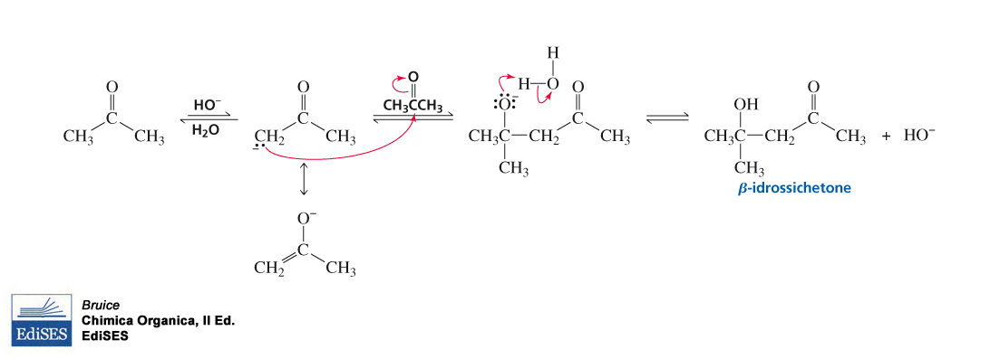 O
C
CH3 CH3
HO⁻
H2O
O
C
CH2 CH3
O
CH3CCH3
H
H—O
O⁻
O
CH3C—CH2 C CH3
CH3
OH
O
CH3C—CH2 C CH3 + HO⁻
CH3
β-idrossichetone
O⁻
C
CH2 CH3
Bruice
Chimica Organica, II Ed.
EdiSES
EdiSES